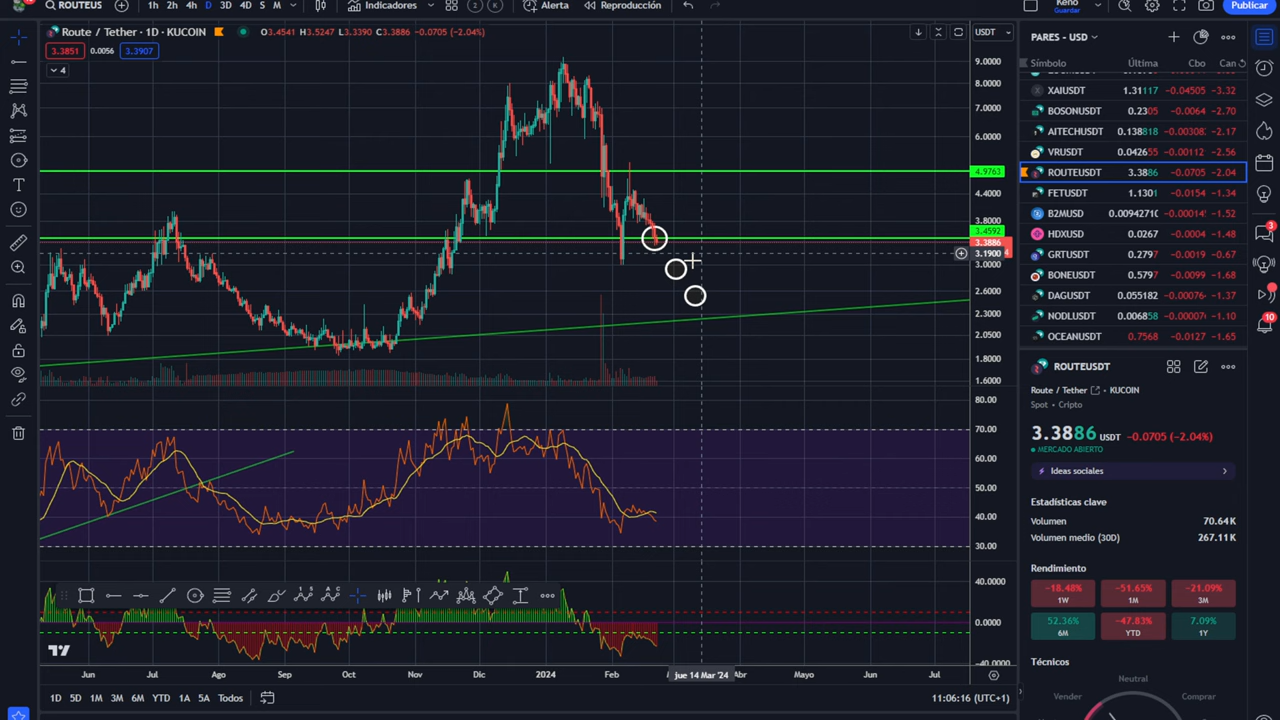 ROUTEUS 1h 2h 4h D 3D 4D S M Indicadores 2 K Alerta Reproducción Keno Guardar Publicar
Route / Tether · 1D · KUCOIN O3.4541 H3.5247 L3.3390 C3.3886 -0.0705 (-2.04%) USDT
3.3851 0.0056 3.3907
4
9.0000
8.0000
7.0000
6.0000
4.9763
4.4000
3.8000
3.4592
3.3886
3.1900
3.0000
2.6000
2.3000
2.0500
1.8000
1.6000
80.00
70.00
60.00
50.00
40.00
30.00
40.0000
0.0000
-40.0000
Jun Jul Ago Sep Oct Nov Dic 2024 Feb jue 14 Mar '24 Abr Mayo Jun Jul
1D 5D 1M 3M 6M YTD 1A 5A Todos 11:06:16 (UTC+1)
PARES - USD
Símbolo Última Cbo Can
XAIUSDT 1.31117 -0.04505 -3.32
BOSONUSDT 0.2305 -0.0064 -2.70
AITECHUSDT 0.138818 -0.00308 -2.17
VRUSDT 0.042655 -0.00112 -2.56
ROUTEUSDT 3.3886 -0.0705 -2.04
FETUSDT 1.1301 -0.0154 -1.34
B2MUSD 0.0094271 -0.00014 -1.52
HDXUSD 0.0267 -0.0004 -1.41
GRTUSDT 0.2797 -0.0019 -0.67
BONEUSDT 0.5797 -0.0099 -1.68
DAGUSDT 0.055182 -0.00076 -1.37
NODLUSDT 0.006858 -0.00007 -1.10
OCEANUSDT 0.7568 -0.0127 -1.65
ROUTEUSDT
Route / Tether · KUCOIN
Spot · Cripto
3.3886 USDT -0.0705 (-2.04%)
MERCADO ABIERTO
Ideas sociales
Estadísticas clave
Volumen 70.64K
Volumen medio (30D) 267.11K
Rendimiento
-18.48% -51.65% -21.09%
1W 1M 3M
52.36% -47.83% 7.09%
6M YTD 1Y
Técnicos
Neutral
Vender Comprar
3
10